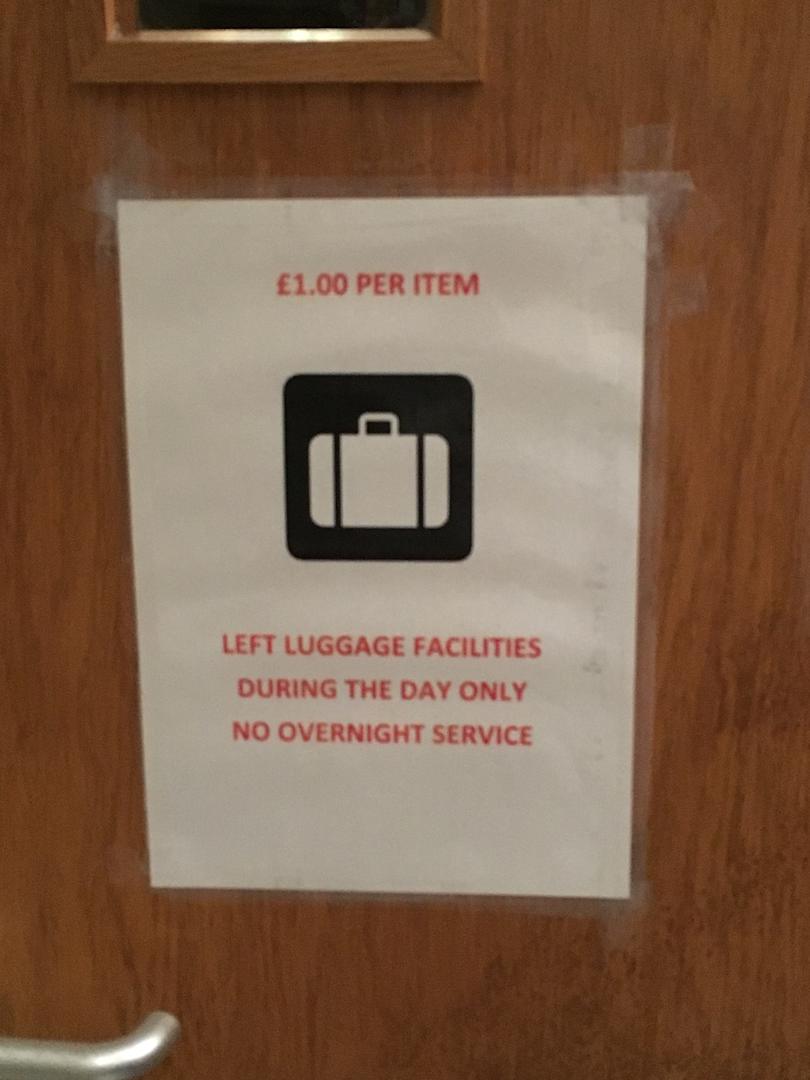 £1.00 PER ITEM
LEFT LUGGAGE FACILITIES
DURING THE DAY ONLY
NO OVERNIGHT SERVICE